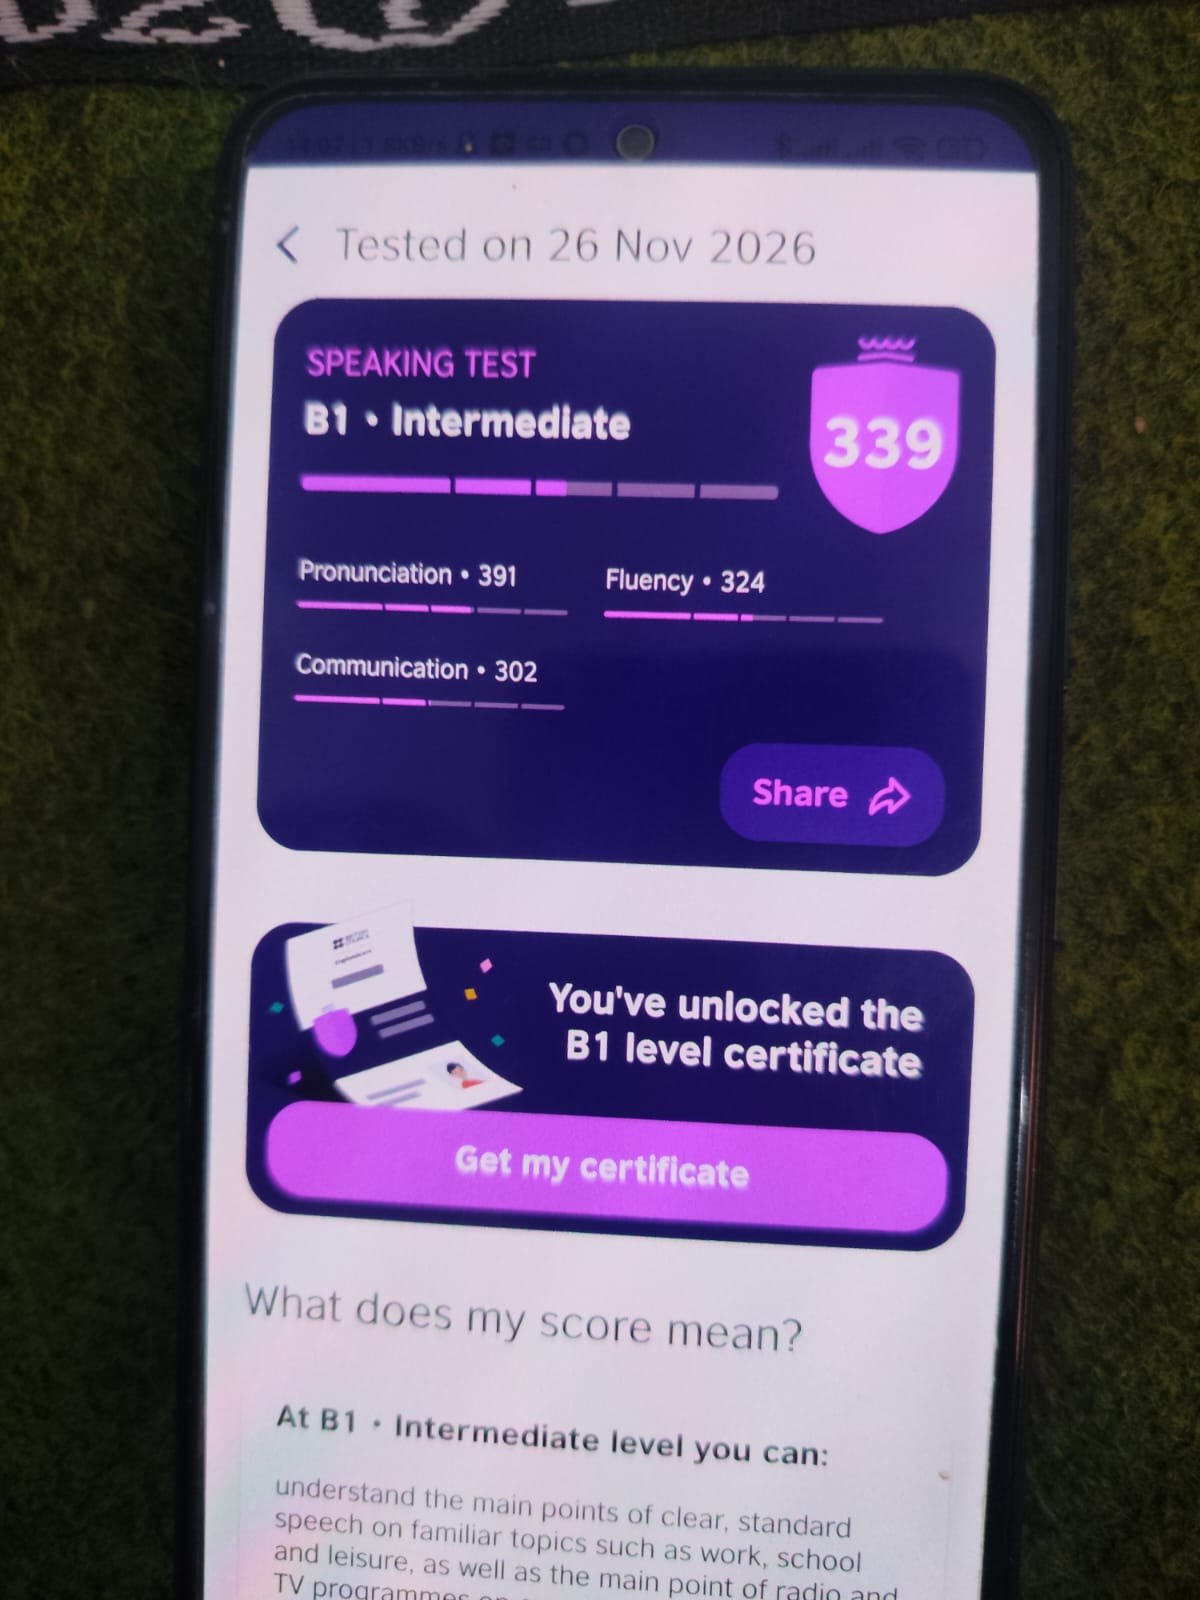 Tested on 26 Nov 2026
SPEAKING TEST
B1 • Intermediate
339
Pronunciation • 391
Fluency • 324
Communication • 302
Share
You've unlocked the
B1 level certificate
Get my certificate
What does my score mean?
At B1 • Intermediate level you can:
understand the main points of clear, standard
speech on familiar topics such as work, school
and leisure, as well as the main point of radio and
TV programmes